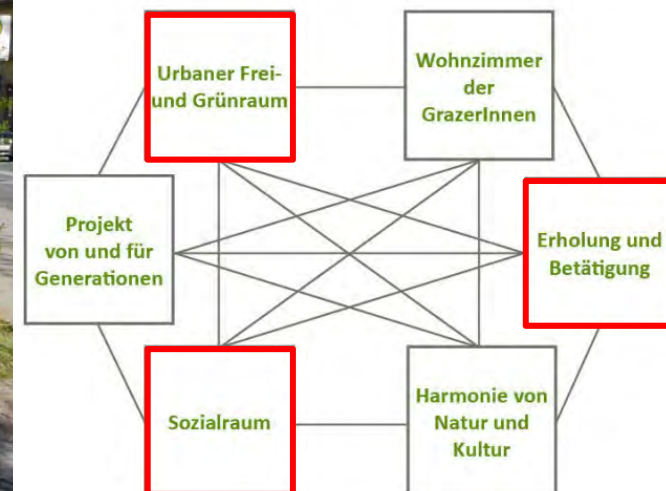 Urbaner Frei-
und Grünraum
Wohnzimmer
der
GrazerInnen
Projekt
von und für
Generationen
Erholung und
Betätigung
Sozialraum
Harmonie von
Natur und
Kultur